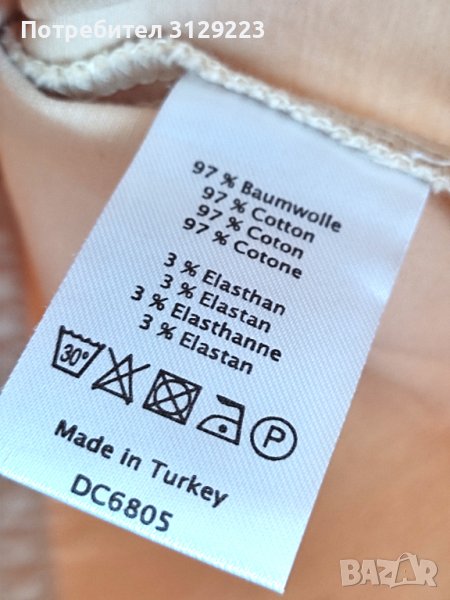 Потребител 3129223
97 % Baumwolle
97 % Cotton
97 % Coton
97 % Cotone
3 % Elasthan
3 % Elastan
3 % Elasthanne
3 % Elastan
30°
P
Made in Turkey
DC6805
BAZAR